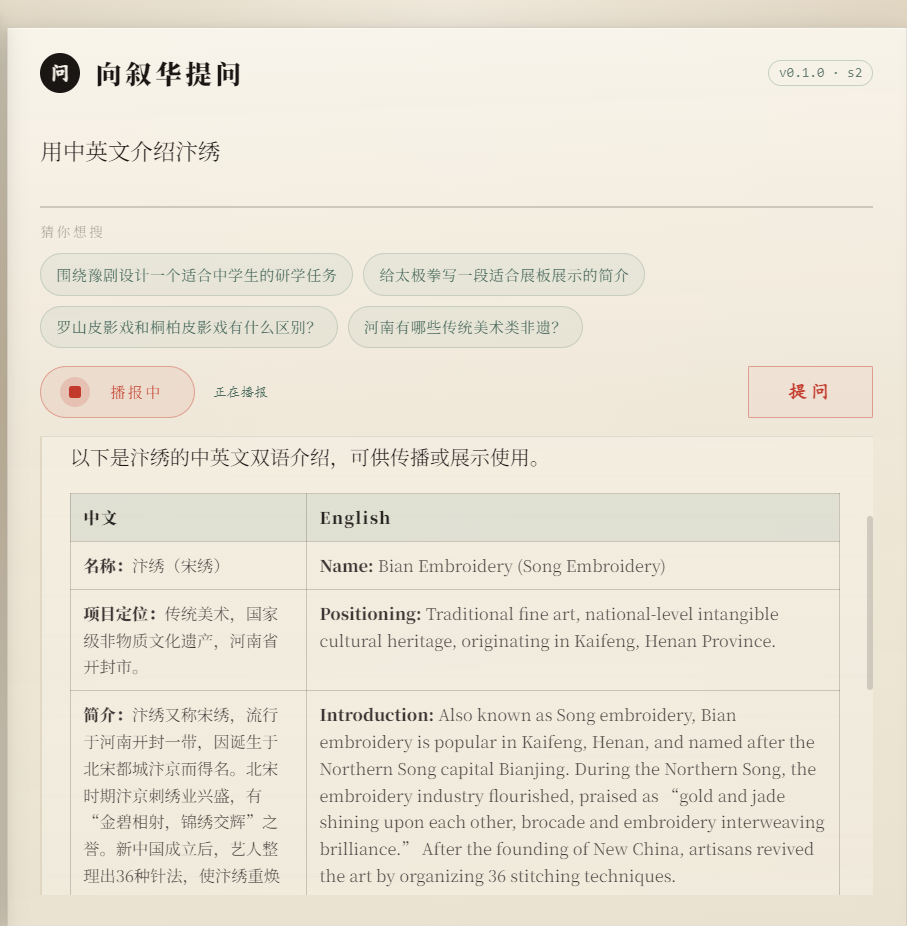 问 向叙华提问
v0.1.0 · s2
用中英文介绍汴绣
猜你想搜
围绕豫剧设计一个适合中学生的研学任务
给太极拳写一段适合展板展示的简介
罗山皮影戏和桐柏皮影戏有什么区别？
河南有哪些传统美术类非遗？
播报中
正在播报
提问
以下是汴绣的中英文双语介绍，可供传播或展示使用。
中文
English
名称：汴绣（宋绣）
Name: Bian Embroidery (Song Embroidery)
项目定位：传统美术，国家
级非物质文化遗产，河南省
开封市。
Positioning: Traditional fine art, national-level intangible
cultural heritage, originating in Kaifeng, Henan Province.
简介：汴绣又称宋绣，流行
于河南开封一带，因诞生于
北宋都城汴京而得名。北宋
时期汴京刺绣业兴盛，有
“金碧相射，锦绣交辉”之
誉。新中国成立后，艺人整
理出36种针法，使汴绣重焕
Introduction: Also known as Song embroidery, Bian
embroidery is popular in Kaifeng, Henan, and named after the
Northern Song capital Bianjing. During the Northern Song, the
embroidery industry flourished, praised as “gold and jade
shining upon each other, brocade and embroidery interweaving
brilliance.” After the founding of New China, artisans revived
the art by organizing 36 stitching techniques.